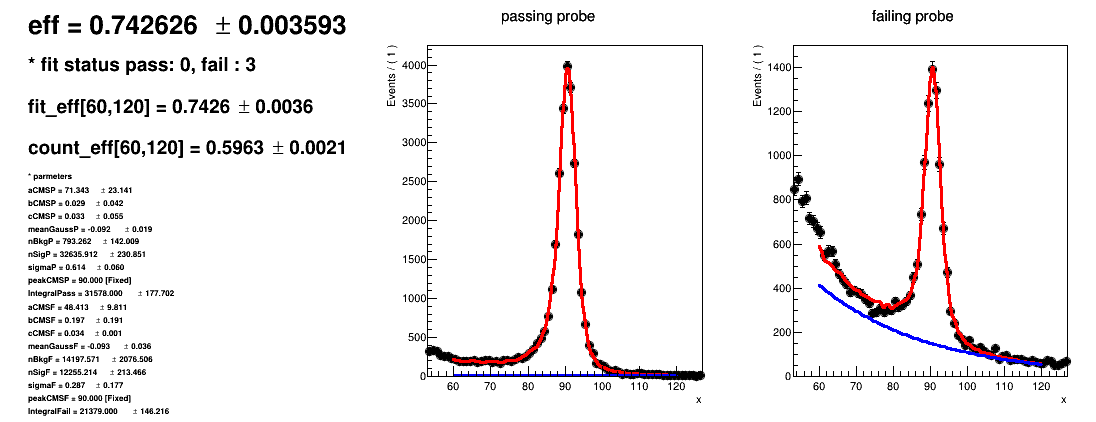 eff = 0.742626 ± 0.003593
* fit status pass: 0, fail : 3
fit_eff[60,120] = 0.7426 ± 0.0036
count_eff[60,120] = 0.5963 ± 0.0021
* parmeters
aCMSP = 71.343 ± 23.141
bCMSP = 0.029 ± 0.042
cCMSP = 0.033 ± 0.055
meanGaussP = -0.092 ± 0.019
nBkgP = 793.262 ± 142.009
nSigP = 32635.912 ± 230.851
sigmaP = 0.614 ± 0.060
peakCMSP = 90.000 [Fixed]
IntegralPass = 31578.000 ± 177.702
aCMSF = 48.413 ± 9.811
bCMSF = 0.197 ± 0.191
cCMSF = 0.034 ± 0.001
meanGaussF = -0.093 ± 0.036
nBkgF = 14197.571 ± 2076.506
nSigF = 12255.214 ± 213.466
sigmaF = 0.287 ± 0.177
peakCMSF = 90.000 [Fixed]
IntegralFail = 21379.000 ± 146.216
passing probe
Events / ( 1 )
4000
3500
3000
2500
2000
1500
1000
500
0
60 70 80 90 100 110 120
x
failing probe
Events / ( 1 )
1400
1200
1000
800
600
400
200
0
60 70 80 90 100 110 120
x